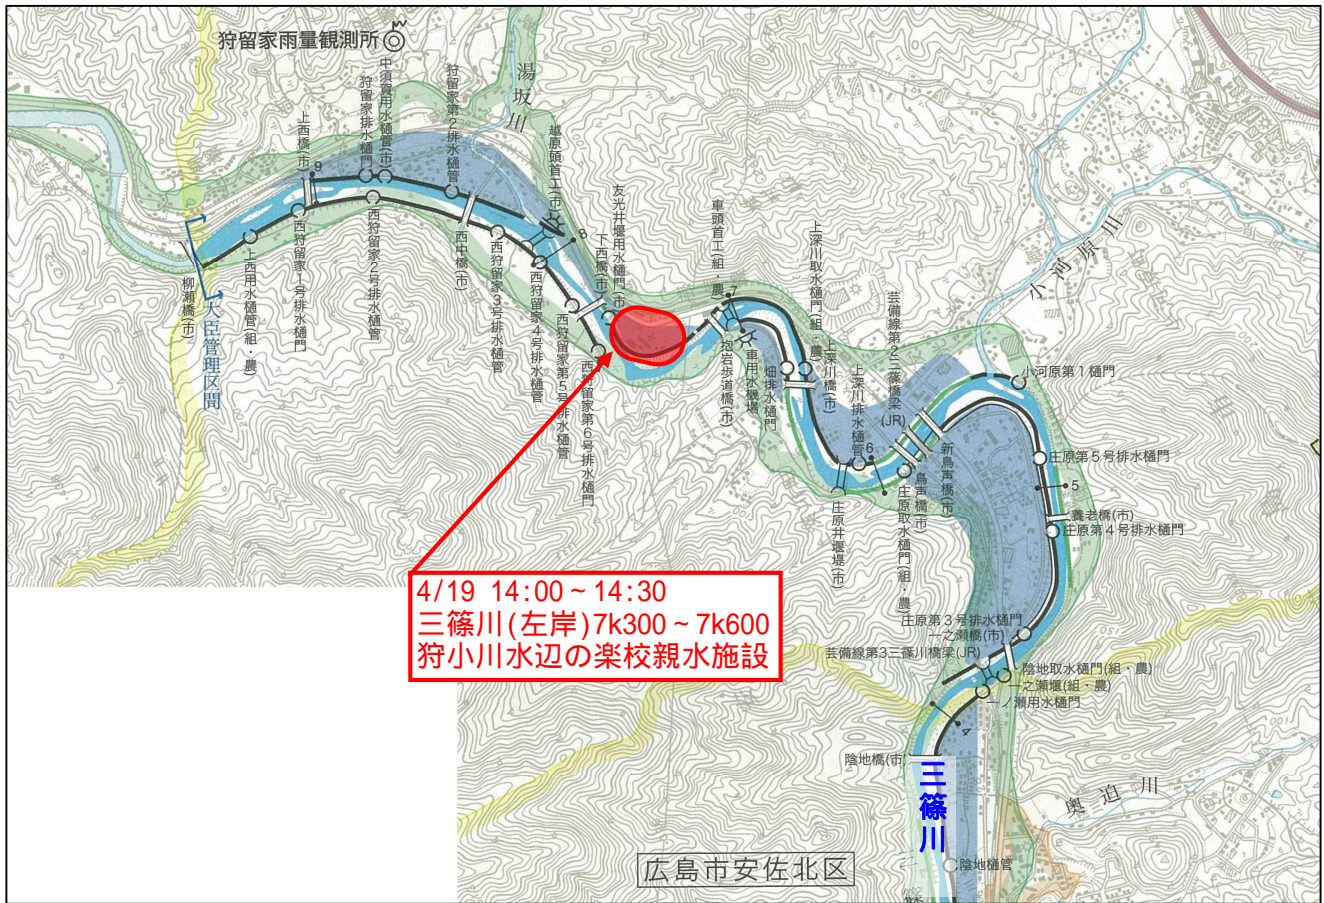 狩留家雨量観測所
湯坂川
上西橋(市)
9
狩留家排水樋門
中須賀用水樋管(市)
狩留家第2排水樋管
越原頭首工(市)
友光井堰用水樋門(市)
下西橋(市)
8
柳瀬橋(市)
大臣管理区間
上西用水樋管(組・農)
西狩留家1号排水樋門
西狩留家2号排水樋管
西中橋(市)
西狩留家3号排水樋管
西狩留家4号排水樋管
西狩留家第5号排水樋管
西狩留家第6号排水樋門
車頭首工(組・農)
7
抱岩歩道橋(市)
車用水機場
畑排水樋門
上深川取水樋門(組・農)
上深川橋(市)
上深川排水樋管
6
芸備線第2三篠橋梁(JR)
新鳥声橋(市)
鳥声橋(市)
庄原取水樋門(組・農)
庄原井堰堤(市)
小河原川
小河原第1樋門
庄原第5号排水樋門
5
養老橋(市)
庄原第4号排水樋門
4/19 14:00~14:30
三篠川(左岸)7k300~7k600
狩小川水辺の楽校親水施設
庄原第3号排水樋門
一之瀬橋(市)
芸備線第3三篠川橋梁(JR)
陰地取水樋門(組・農)
一之瀬堰(組・農)
一ノ瀬用水樋門
4
陰地橋(市)
三篠川
奥迫川
陰地樋管
広島市安佐北区